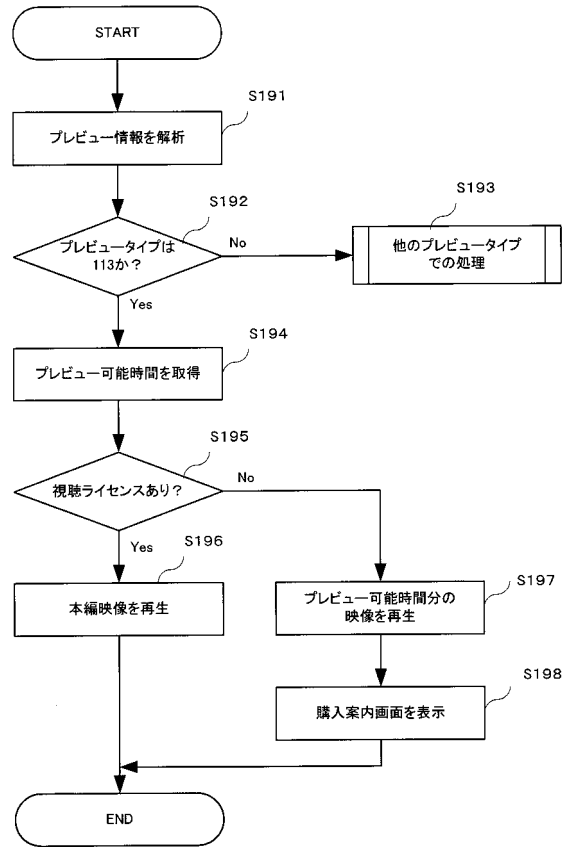 START
S191
プレビュー情報を解析
S192
プレビュータイプは
113か？
No
S193
他のプレビュータイプ
での処理
Yes
S194
プレビュー可能時間を取得
S195
視聴ライセンスあり？
No
Yes
S196
本編映像を再生
S197
プレビュー可能時間分の
映像を再生
S198
購入案内画面を表示
END